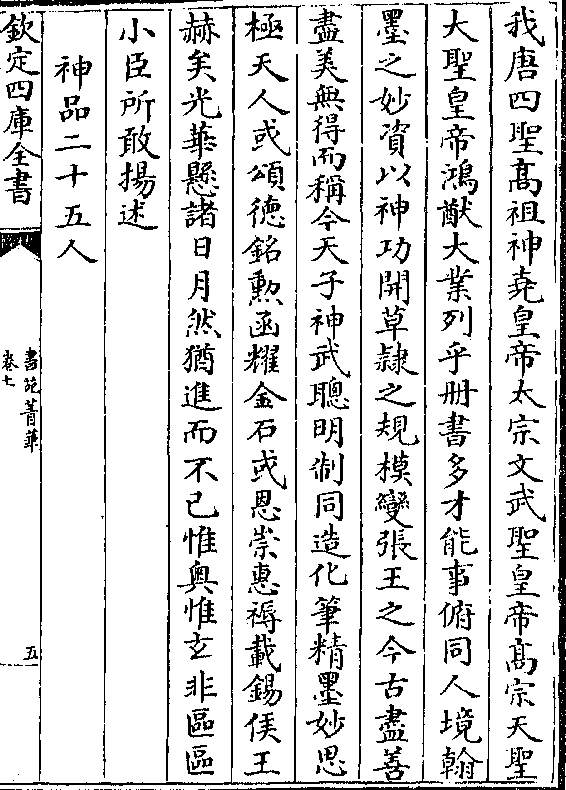 我唐四聖髙祖神堯皇帝太宗文武聖皇帝髙宗天聖
大聖皇帝鴻猷大業列乎冊書多才能事俯同人境翰
墨之妙資以神功開草𨽻之規模變張王之今古盡善
盡美無得而稱今天子神武聰明制同造化筆精墨妙思
極天人或頌德銘勲函耀金石或恩崇惠褥載錫侯王
赫矣光華懸諸日月然猶進而不已惟奥惟玄非區區
小臣所敢揚述
神品二十五人
欽定四庫全書
書苑菁華
卷七
五